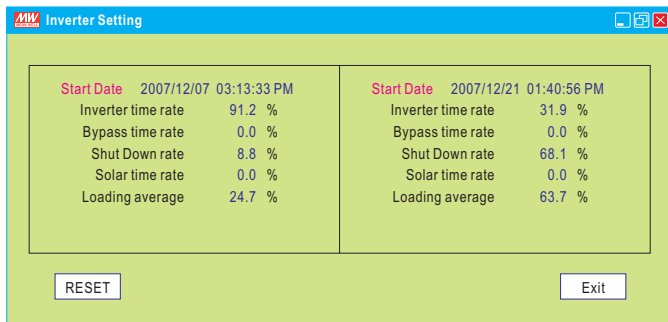 MW Inverter Setting
Start Date 2007/12/07 03:13:33 PM
Inverter time rate 91.2 %
Bypass time rate 0.0 %
Shut Down rate 8.8 %
Solar time rate 0.0 %
Loading average 24.7 %
Start Date 2007/12/21 01:40:56 PM
Inverter time rate 31.9 %
Bypass time rate 0.0 %
Shut Down rate 68.1 %
Solar time rate 0.0 %
Loading average 63.7 %
RESET
Exit